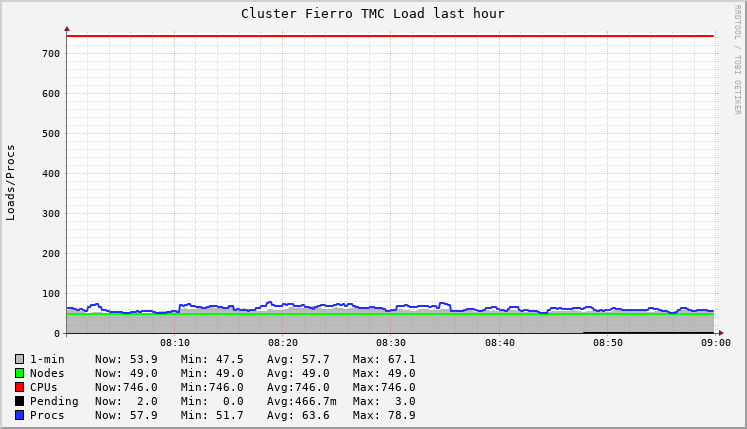 Cluster Fierro TMC Load last hour
RRDTOOL / TOBI OETIKER
Loads/Procs
700
600
500
400
300
200
100
0
08:10 08:20 08:30 08:40 08:50 09:00
1-min Now: 53.9 Min: 47.5 Avg: 57.7 Max: 67.1
Nodes Now: 49.0 Min: 49.0 Avg: 49.0 Max: 49.0
CPUs Now:746.0 Min:746.0 Avg:746.0 Max:746.0
Pending Now: 2.0 Min: 0.0 Avg:466.7m Max: 3.0
Procs Now: 57.9 Min: 51.7 Avg: 63.6 Max: 78.9